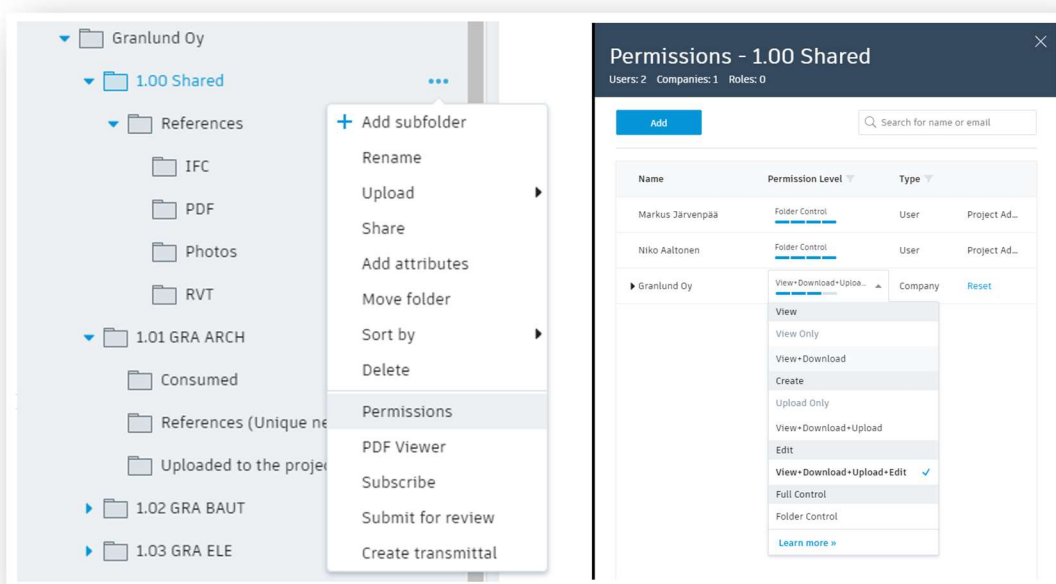 Granlund Oy
1.00 Shared
References
IFC
PDF
Photos
RVT
1.01 GRA ARCH
Consumed
References (Unique ne
Uploaded to the proje
1.02 GRA BAUT
1.03 GRA ELE
Add subfolder
Rename
Upload
Share
Add attributes
Move folder
Sort by
Delete
Permissions
PDF Viewer
Subscribe
Submit for review
Create transmittal
Permissions - 1.00 Shared
Users: 2 Companies: 1 Roles: 0
Add
Search for name or email
Name Permission Level Type
Markus Järvenpää Folder Control User Project Ad...
Niko Aaltonen Folder Control User Project Ad...
Granlund Oy View+Download+Uploa... Company Reset
View
View Only
View+Download
Create
Upload Only
View+Download+Upload
Edit
View+Download+Upload+Edit
Full Control
Folder Control
Learn more »